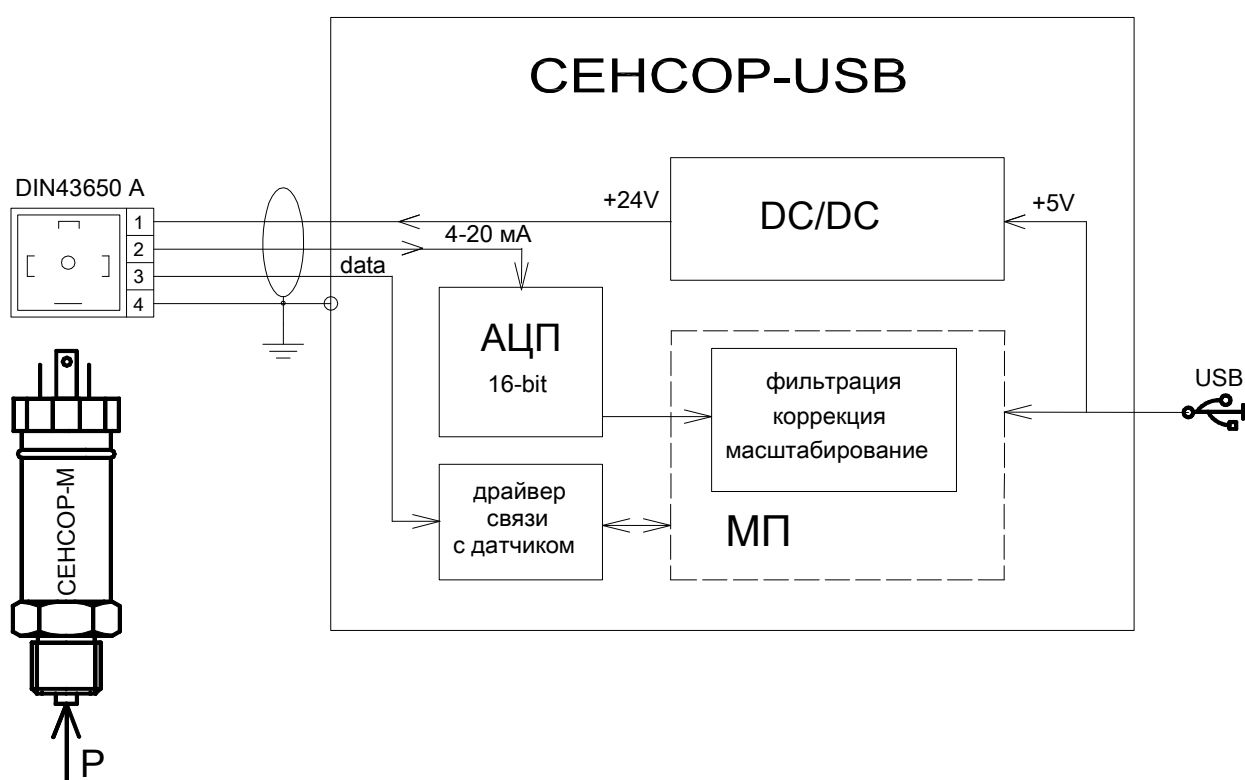 СЕНСОР-USB
DIN43650 A
+24V
DC/DC
+5V
1
2
3
4
4-20 мА
data
АЦП
16-bit
фильтрация
коррекция
масштабирование
USB
драйвер
связи
с датчиком
МП
СЕНСОР-М
P